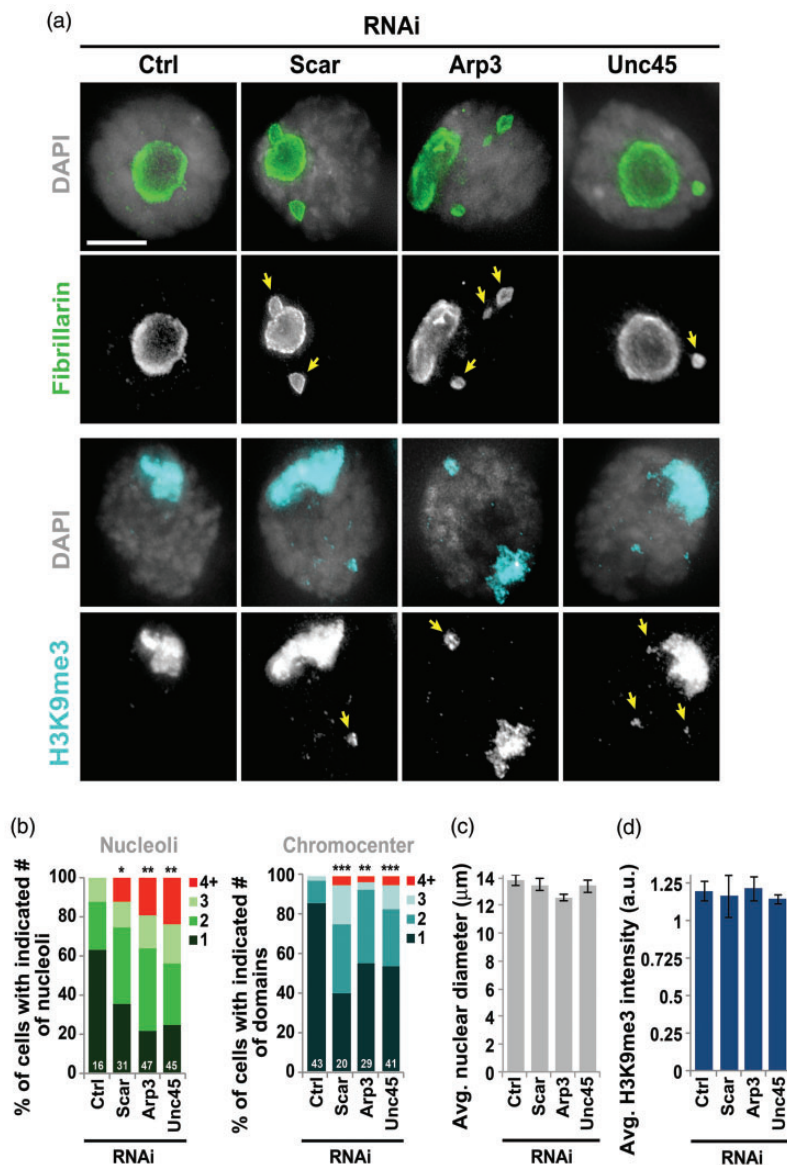 (a)
RNAi
Ctrl
Scar
Arp3
Unc45
DAPI
Fibrillarin
DAPI
H3K9me3
(b)
Nucleoli
% of cells with indicated #
of nucleoli
100
80
60
40
20
0
*
**
**
4+
3
2
1
16
31
47
45
Ctrl
Scar
Arp3
Unc45
RNAi
Chromocenter
% of cells with indicated #
of domains
100
80
60
40
20
0
***
**
***
4+
3
2
1
43
20
29
41
Ctrl
Scar
Arp3
Unc45
RNAi
(c)
Avg. nuclear diameter (μm)
14
12
10
8
6
4
2
0
Ctrl
Scar
Arp3
Unc45
RNAi
(d)
Avg. H3K9me3 intensity (a.u.)
1.25
1
0.725
0.5
0.25
0
Ctrl
Scar
Arp3
Unc45
RNAi